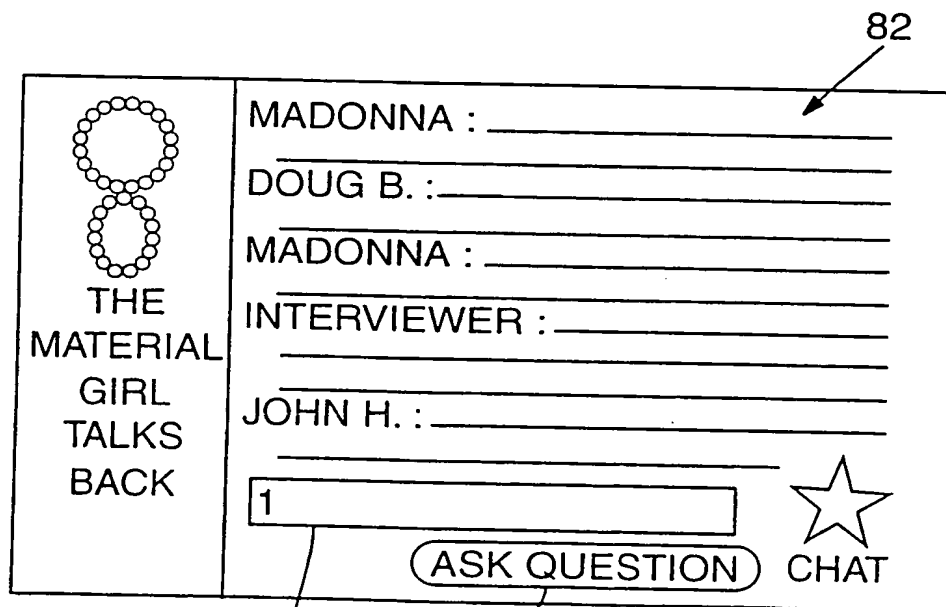 82
THE
MATERIAL
GIRL
TALKS
BACK
MADONNA :
DOUG B. :
MADONNA :
INTERVIEWER :
JOHN H. :
1
ASK QUESTION
CHAT